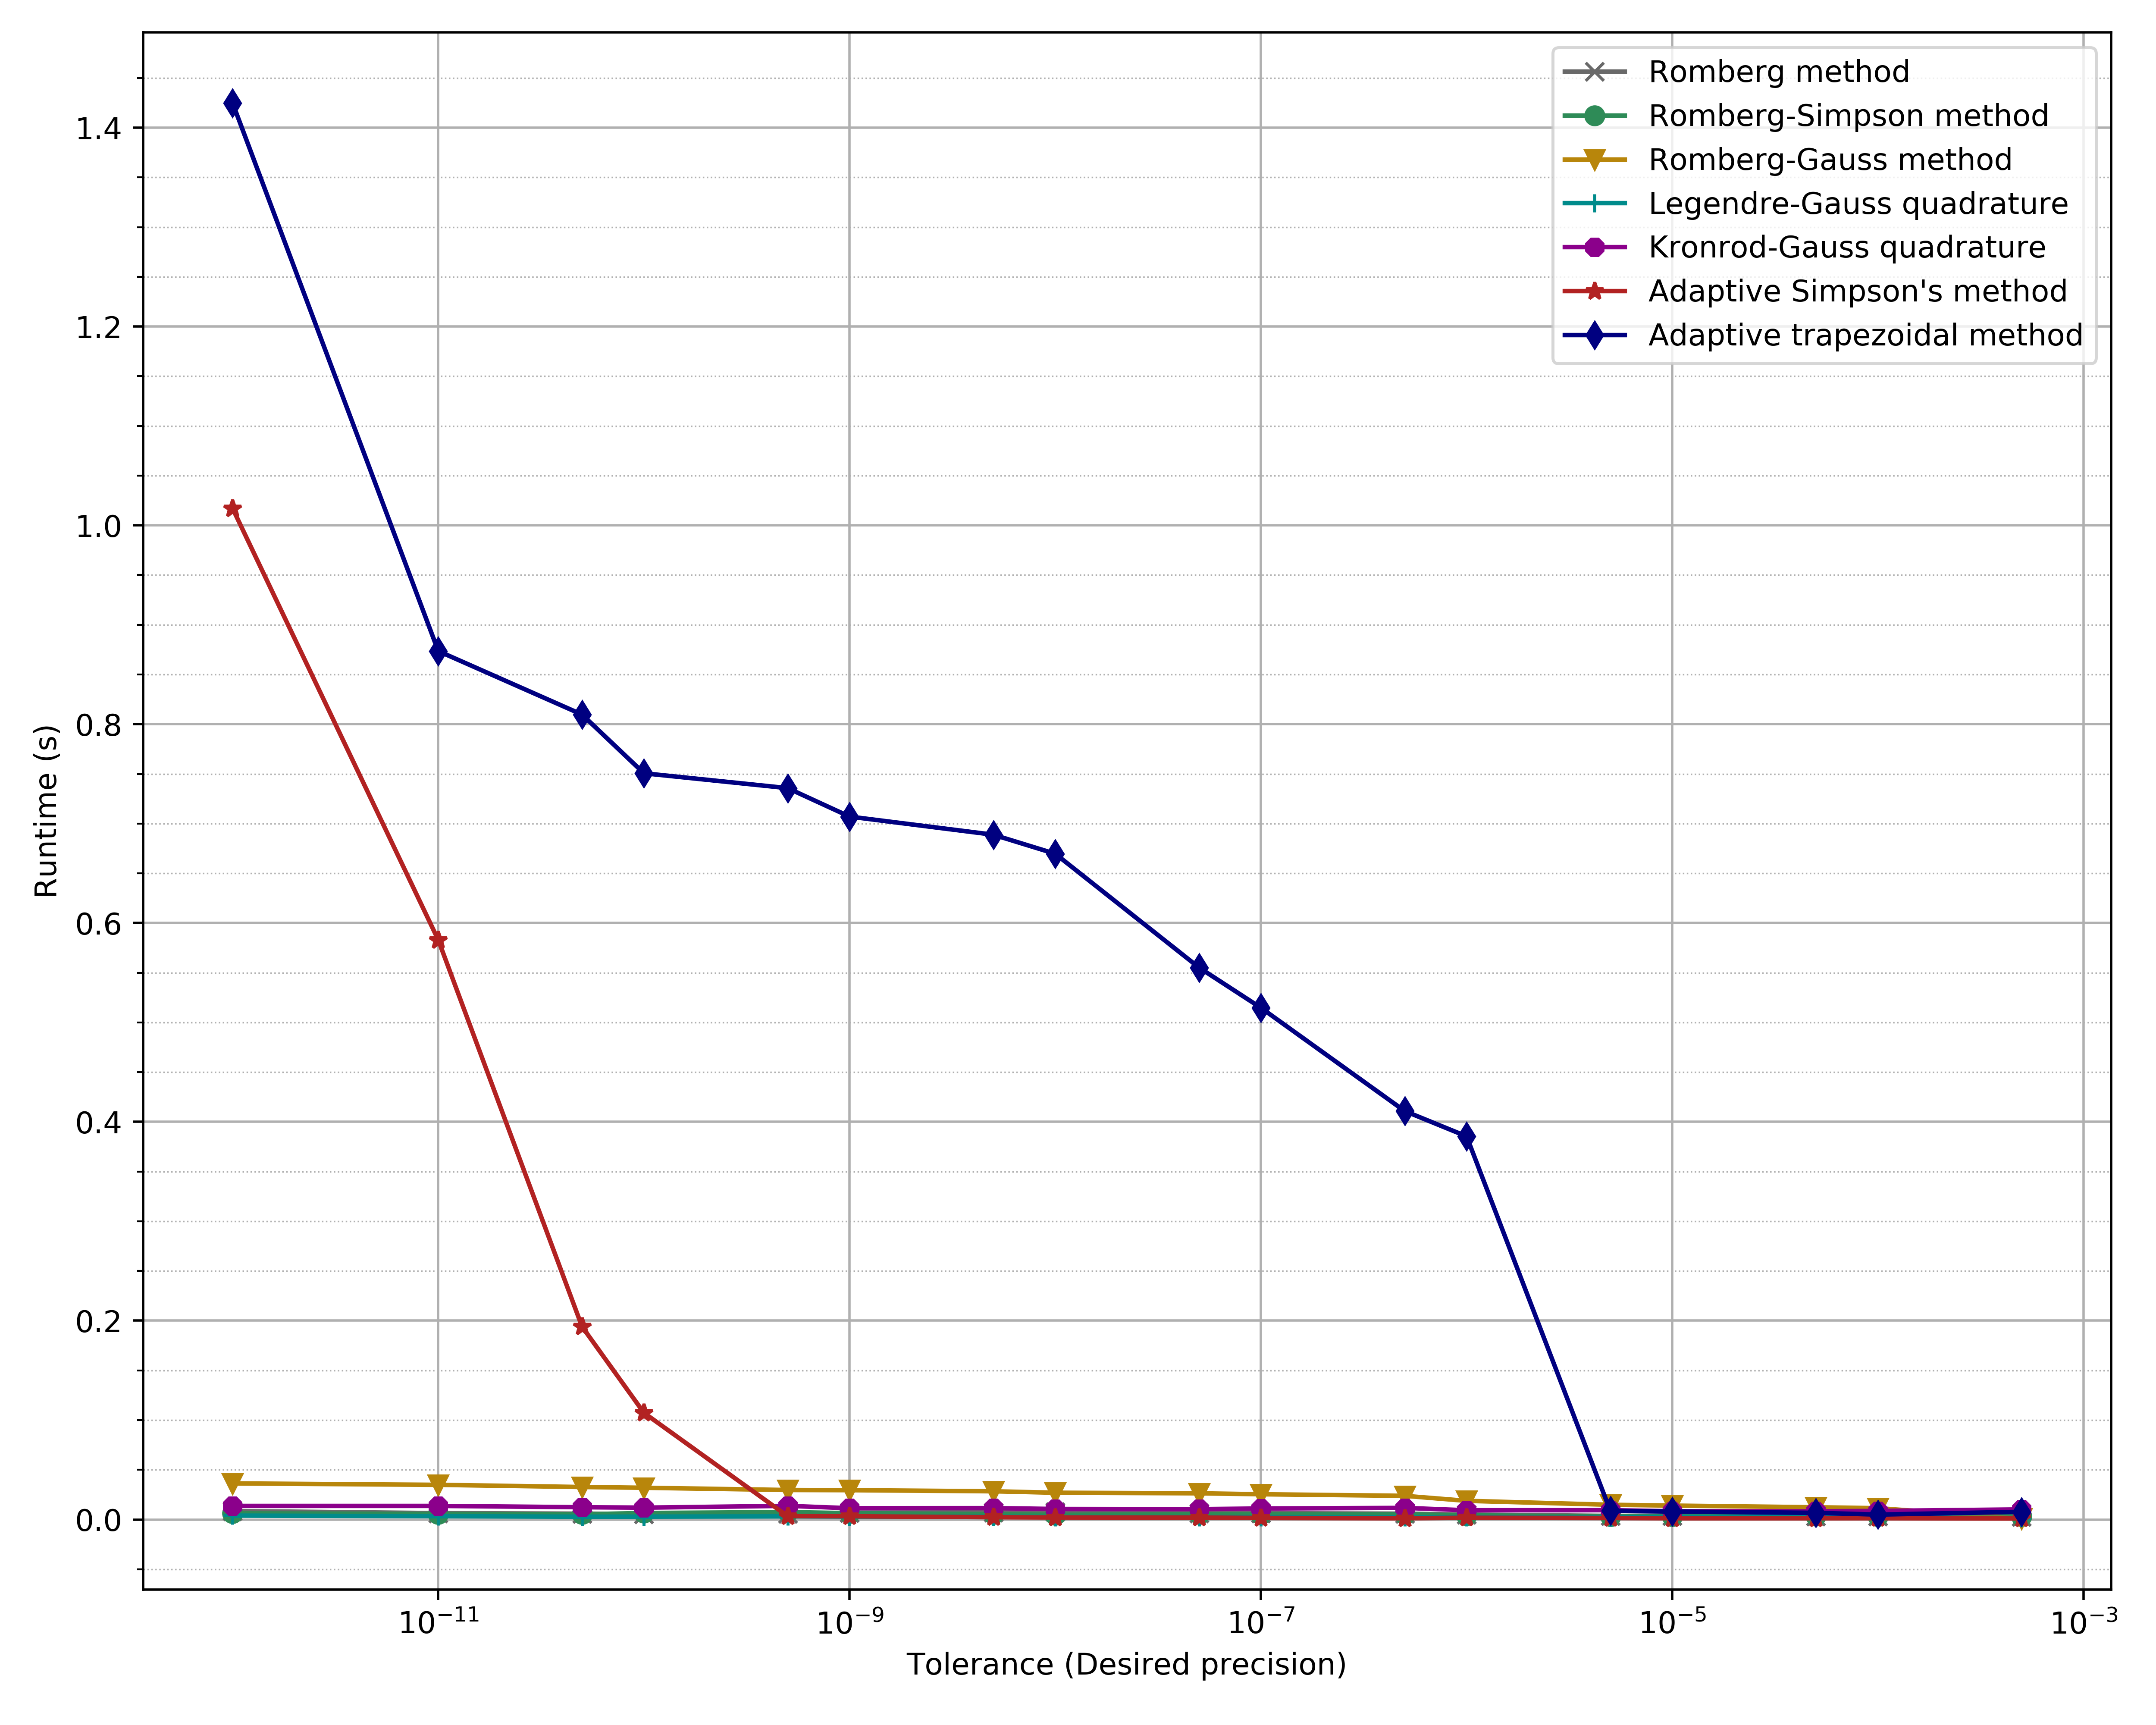 Romberg method
Romberg-Simpson method
Romberg-Gauss method
Legendre-Gauss quadrature
Kronrod-Gauss quadrature
Adaptive Simpson's method
Adaptive trapezoidal method
1.4
1.2
1.0
0.8
0.6
0.4
0.2
0.0
Runtime (s)
10⁻¹¹ 10⁻⁹ 10⁻⁷ 10⁻⁵ 10⁻³
Tolerance (Desired precision)